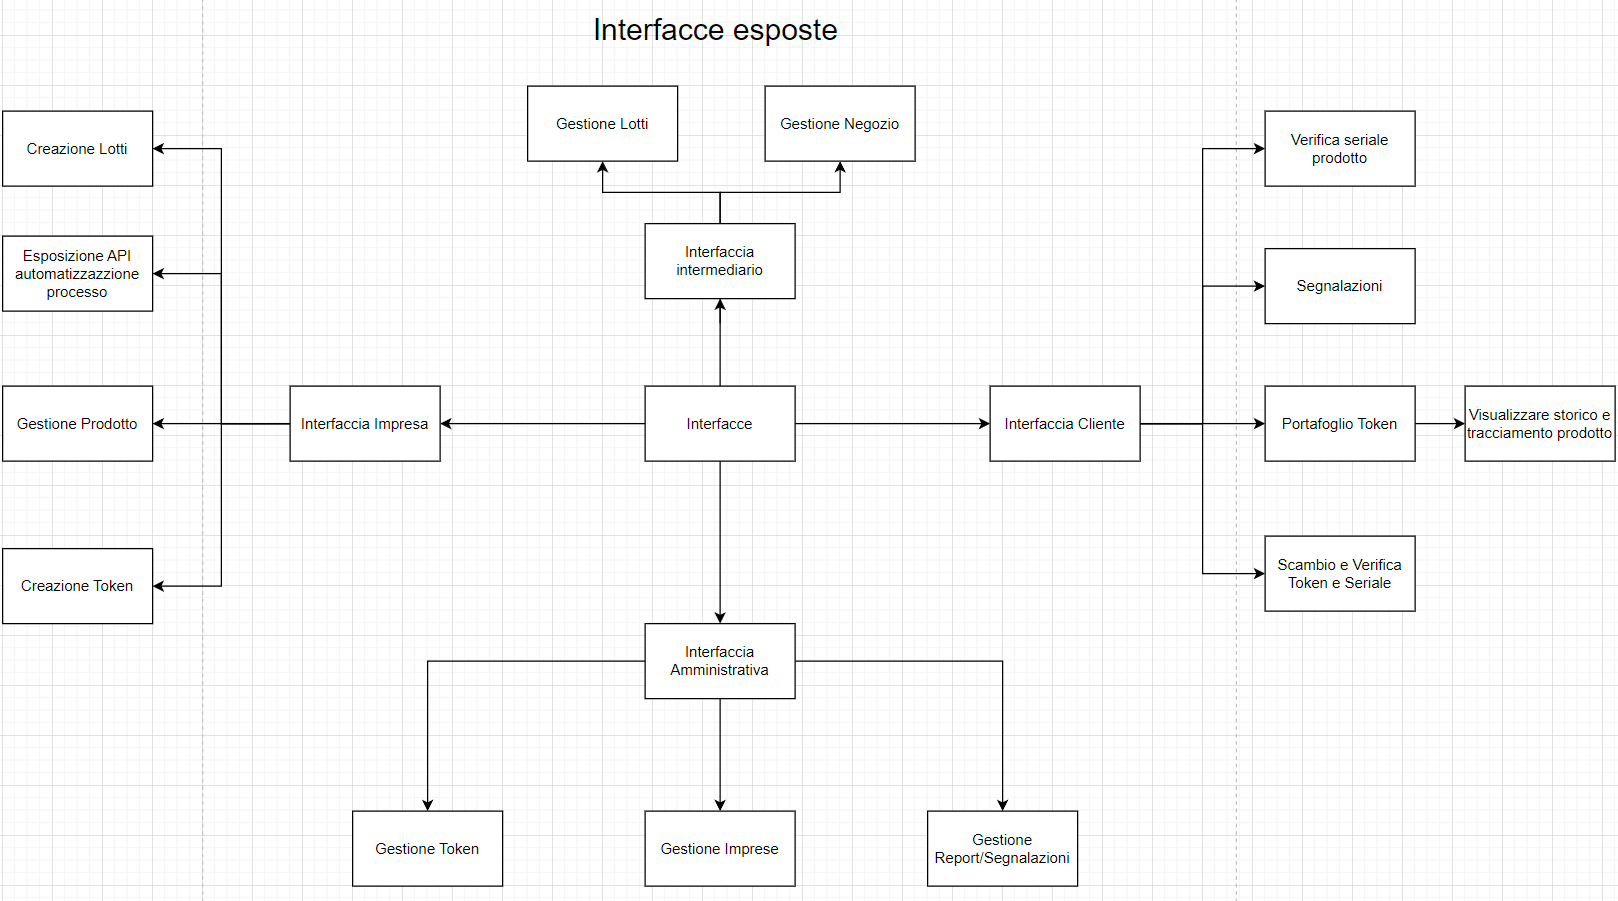 Interfacce esposte
Gestione Lotti
Gestione Negozio
Creazione Lotti
Verifica seriale
prodotto
Esposizione API
automatizzazzione
processo
Interfaccia
intermediario
Segnalazioni
Gestione Prodotto
Interfaccia Impresa
Interfacce
Interfaccia Cliente
Portafoglio Token
Visualizzare storico e
tracciamento prodotto
Creazione Token
Scambio e Verifica
Token e Seriale
Interfaccia
Amministrativa
Gestione Token
Gestione Imprese
Gestione
Report/Segnalazioni